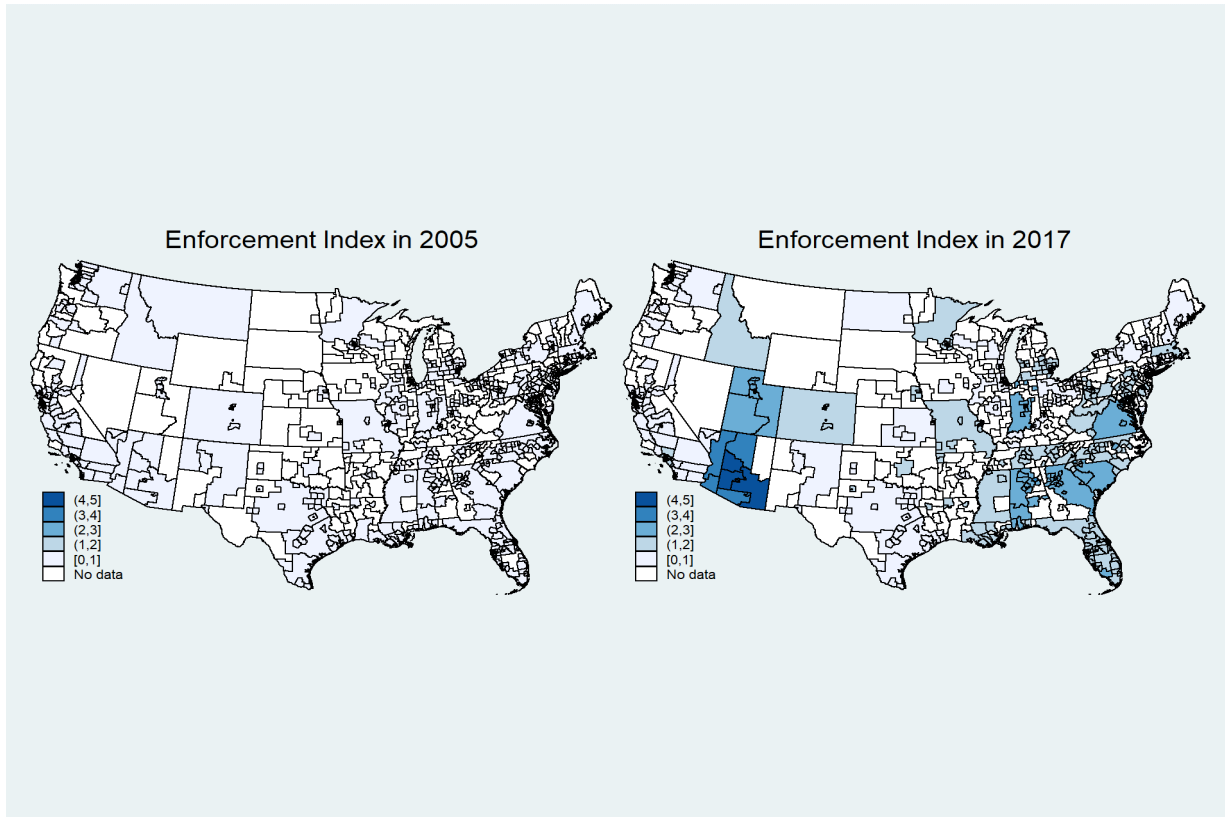 Enforcement Index in 2005
(4,5]
(3,4]
(2,3]
(1,2]
[0,1]
No data
Enforcement Index in 2017
(4,5]
(3,4]
(2,3]
(1,2]
[0,1]
No data